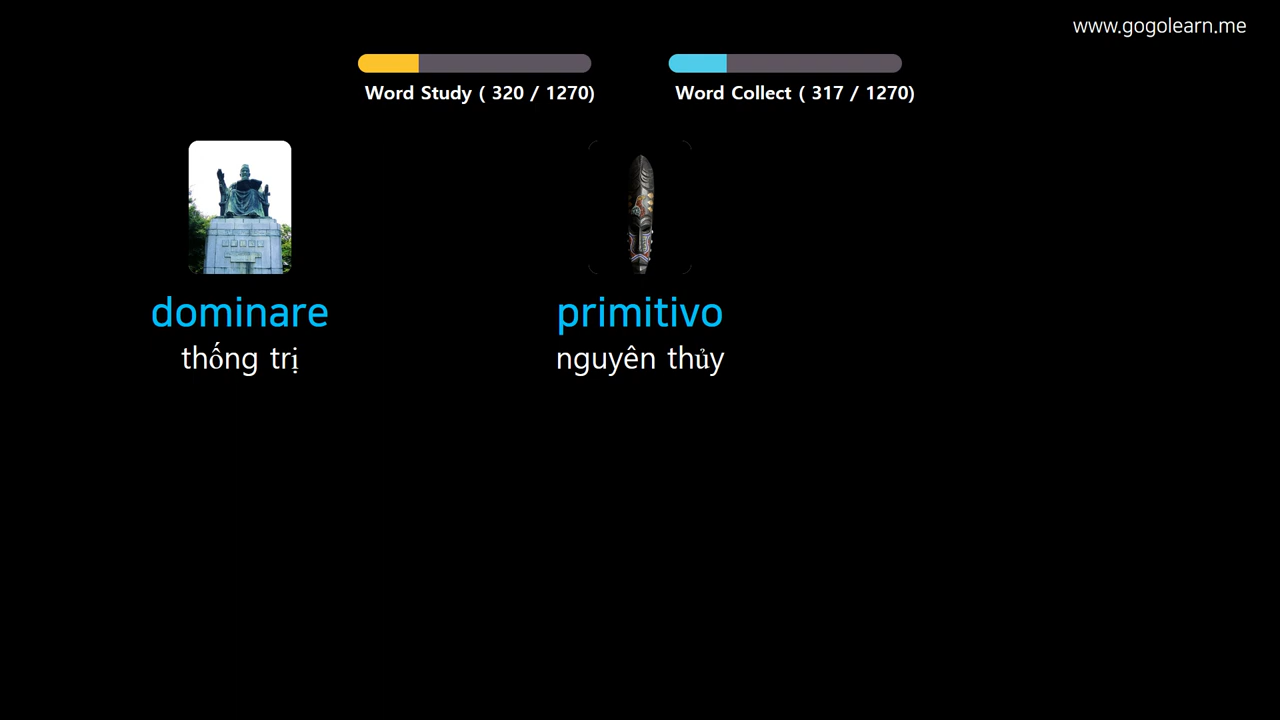 www.gogolearn.me
Word Study ( 320 / 1270)
Word Collect ( 317 / 1270)
dominare
thống trị
primitivo
nguyên thủy